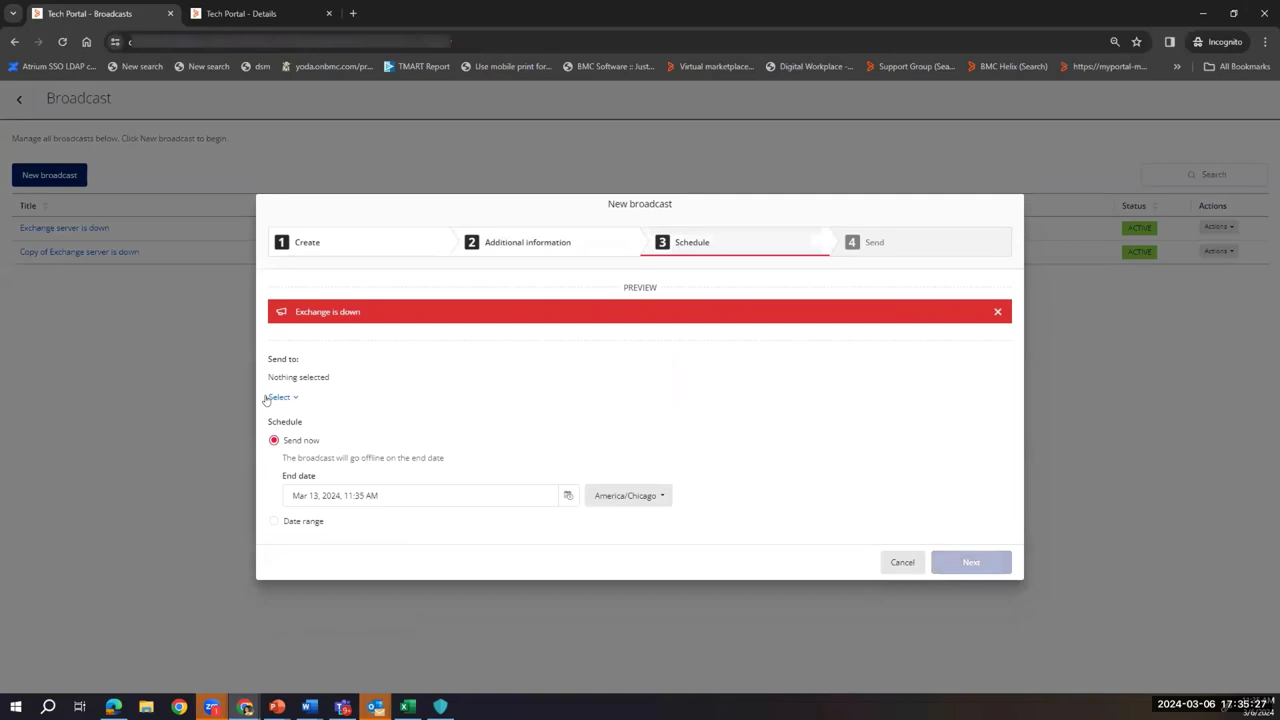 Tech Portal - Broadcasts
Tech Portal - Details
Incognito
Atrium SSO LDAP c...
New search
New search
dsm
yoda.onbmc.com/pr...
TMART Report
Use mobile print for...
BMC Software :: Just...
Virtual marketplace...
Digital Workplace -...
Support Group (Sea...
BMC Helix (Search)
https://myportal-m...
All Bookmarks
Broadcast
Manage all broadcasts below. Click New broadcast to begin.
New broadcast
Search
Title
Status
Actions
Exchange server is down
ACTIVE
Actions
Copy of Exchange server is down
ACTIVE
Actions
New broadcast
1 Create
2 Additional information
3 Schedule
4 Send
PREVIEW
Exchange is down
Send to:
Nothing selected
Select
Schedule
Send now
The broadcast will go offline on the end date
End date
Mar 13, 2024, 11:35 AM
America/Chicago
Date range
Cancel
Next
2024-03-06 17:35:27
3/6/2024